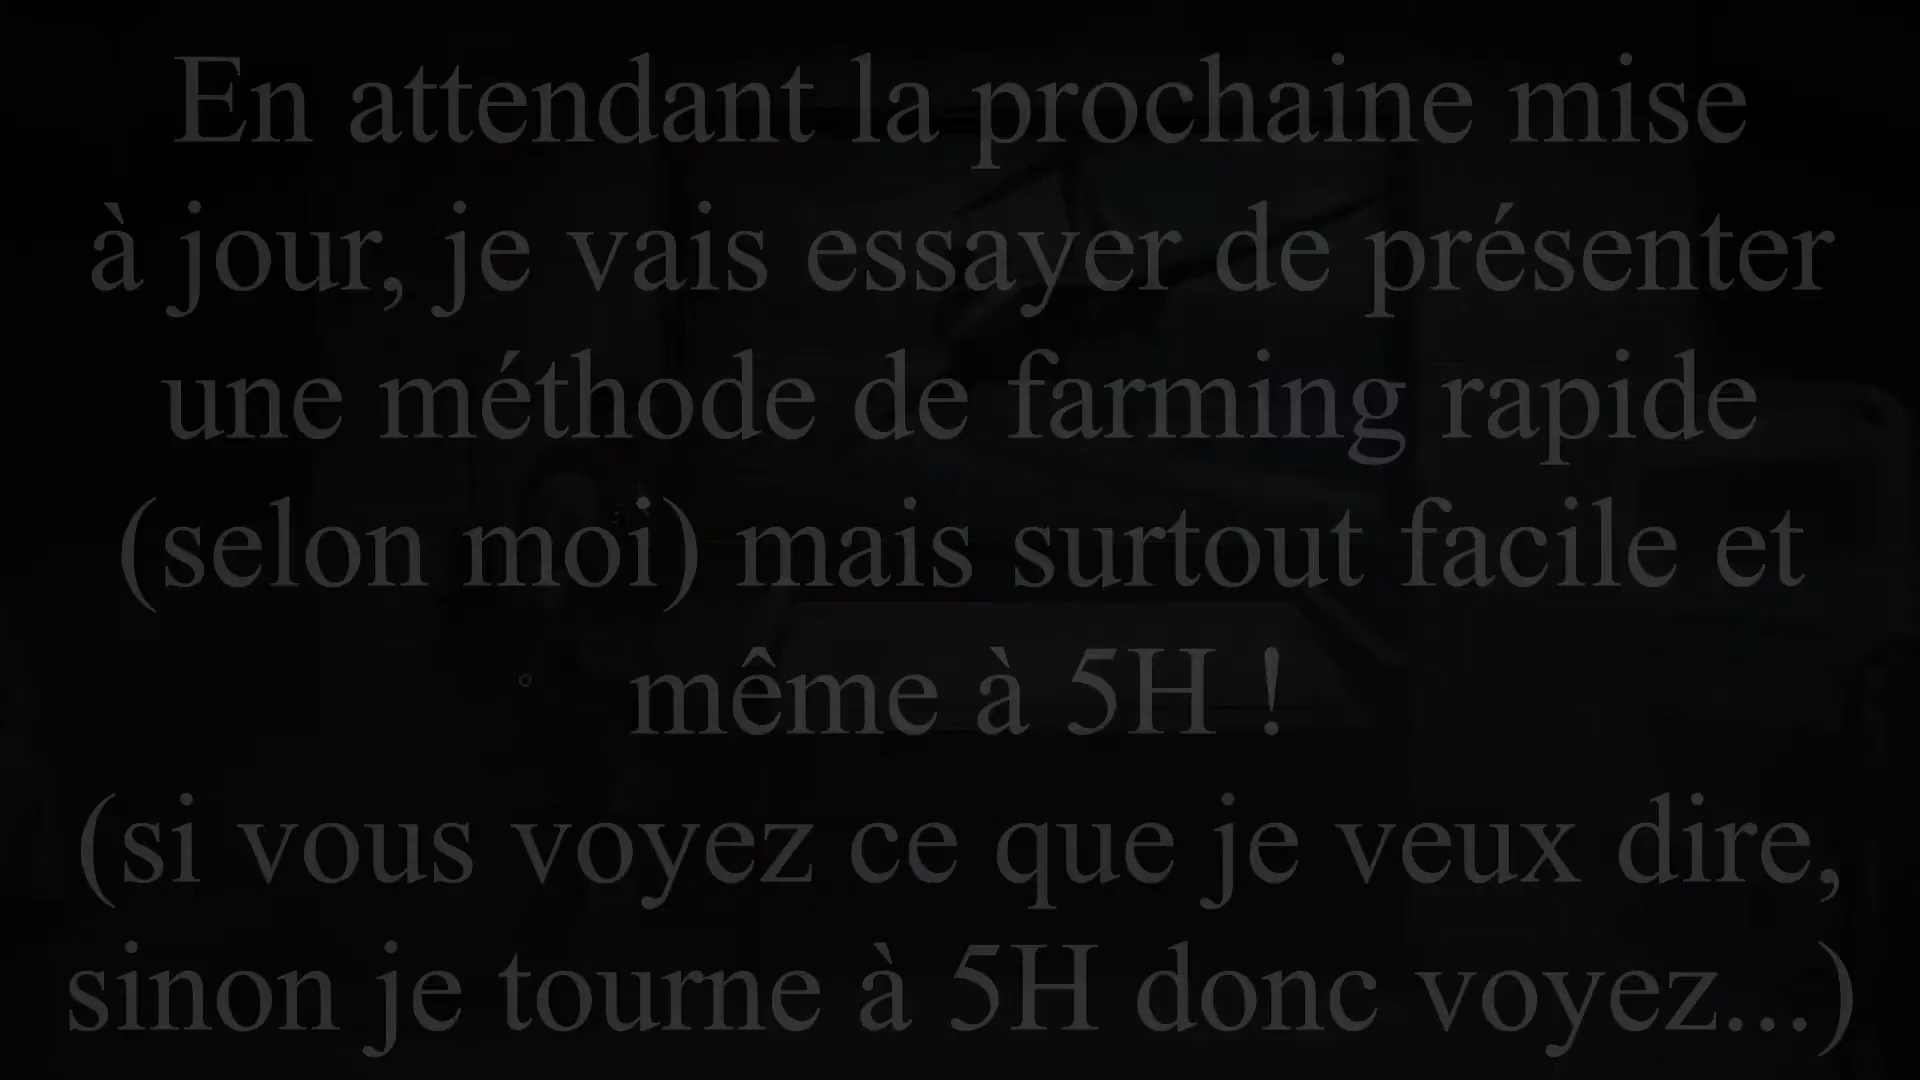 En attendant la prochaine mise
à jour, je vais essayer de présenter
une méthode de farming rapide
(selon moi) mais surtout facile et
même à 5H !
(si vous voyez ce que je veux dire,
sinon je tourne à 5H donc voyez...)